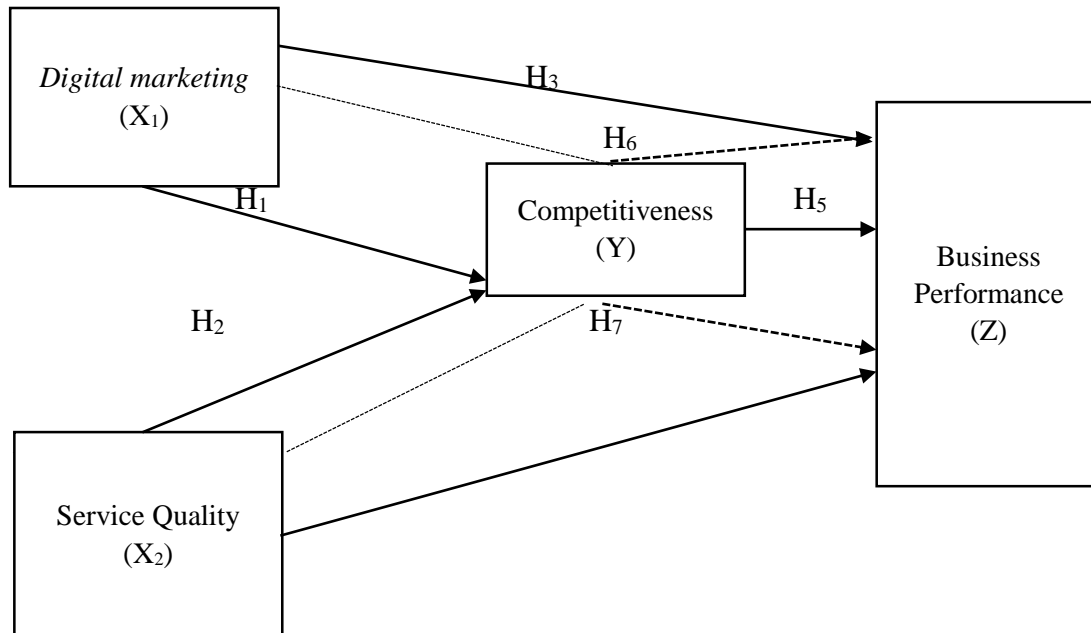 Digital marketing
(X₁)
H₃
H₆
H₁
Competitiveness
(Y)
H₅
Business
Performance
(Z)
H₂
H₇
Service Quality
(X₂)